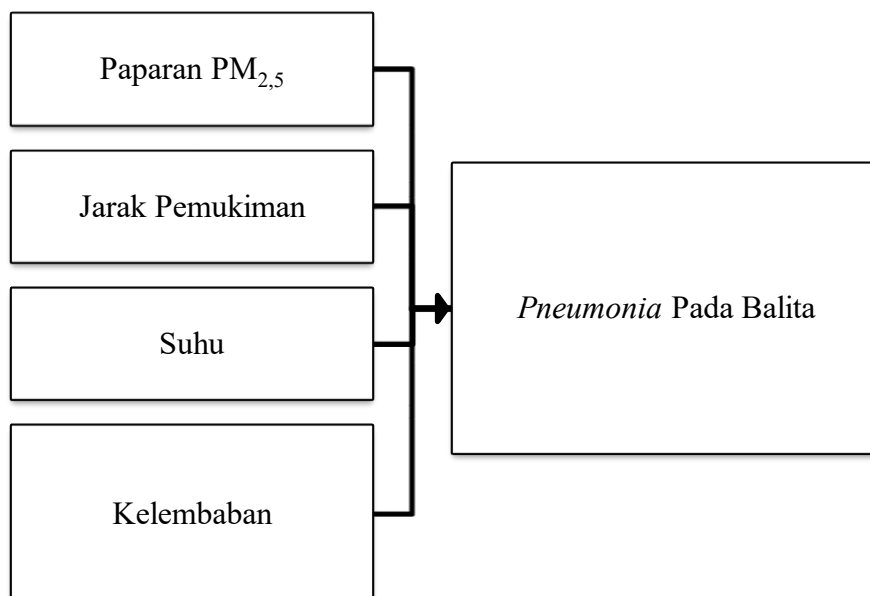 Paparan PM2,5
Jarak Pemukiman
Suhu
Kelembaban
Pneumonia Pada Balita